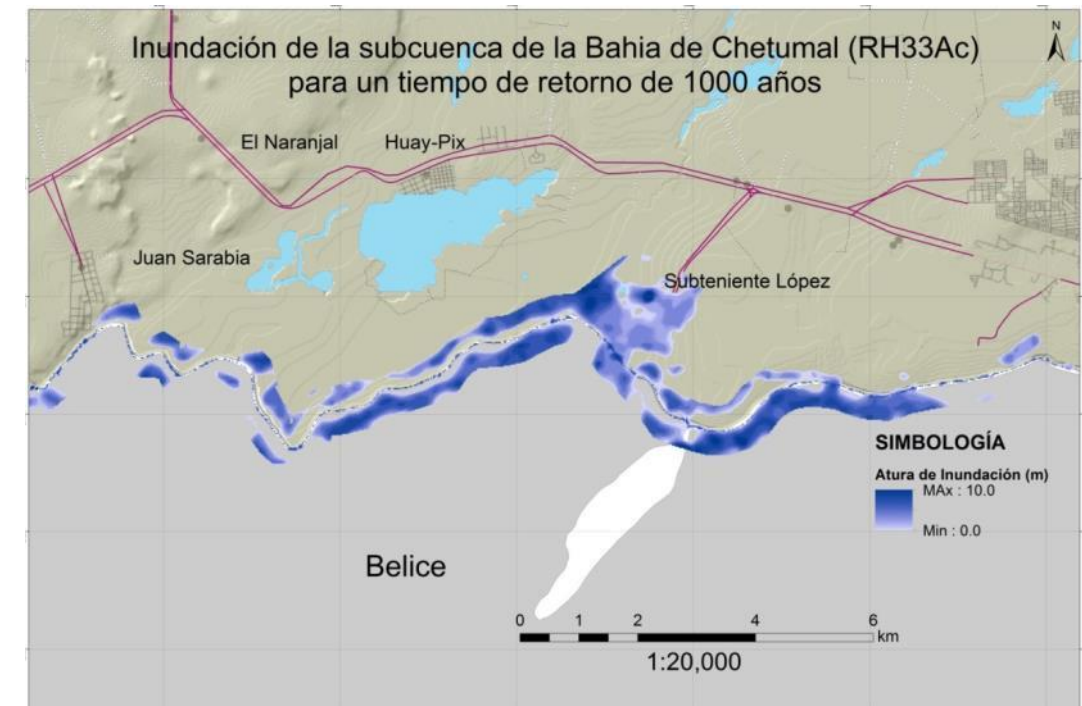 Inundación de la subcuenca de la Bahia de Chetumal (RH33Ac)
para un tiempo de retorno de 1000 años
N
El Naranjal
Huay-Pix
Juan Sarabia
Subteniente López
SIMBOLOGÍA
Atura de Inundación (m)
MAx : 10.0
Min : 0.0
Belice
0 1 2 4 6
km
1:20,000